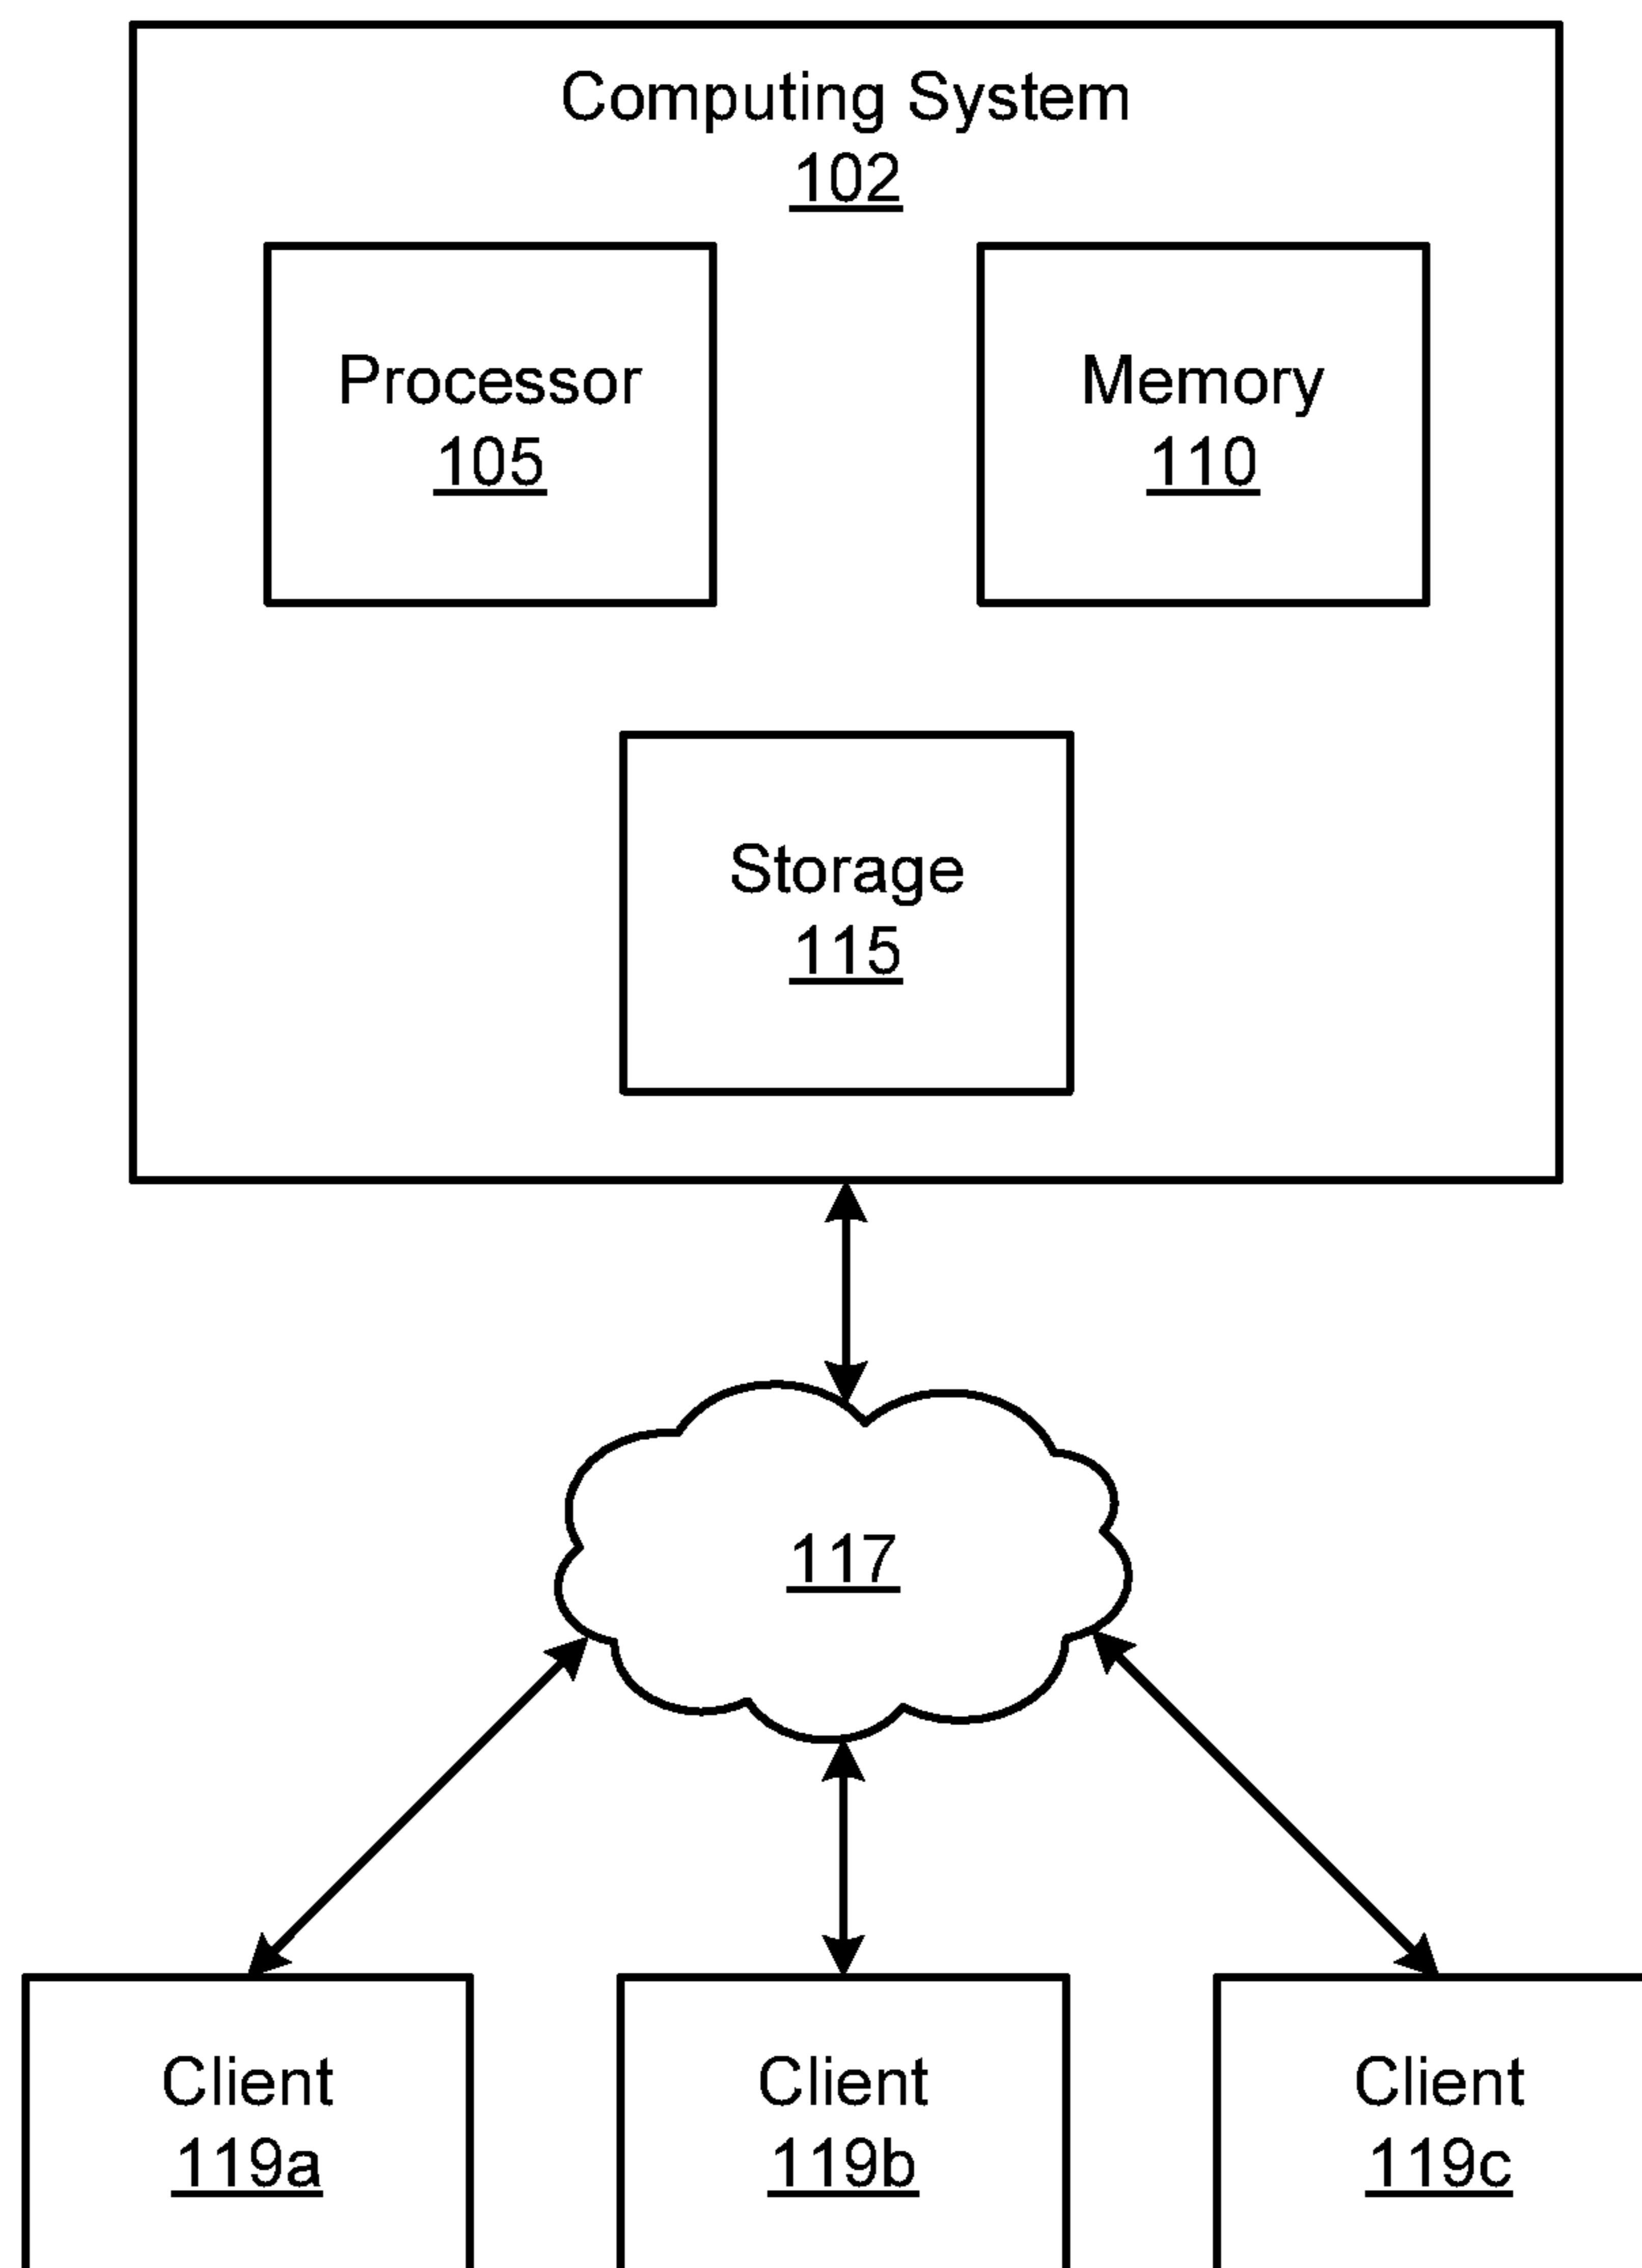 Computing System
102
Processor
105
Memory
110
Storage
115
117
Client
119a
Client
119b
Client
119c